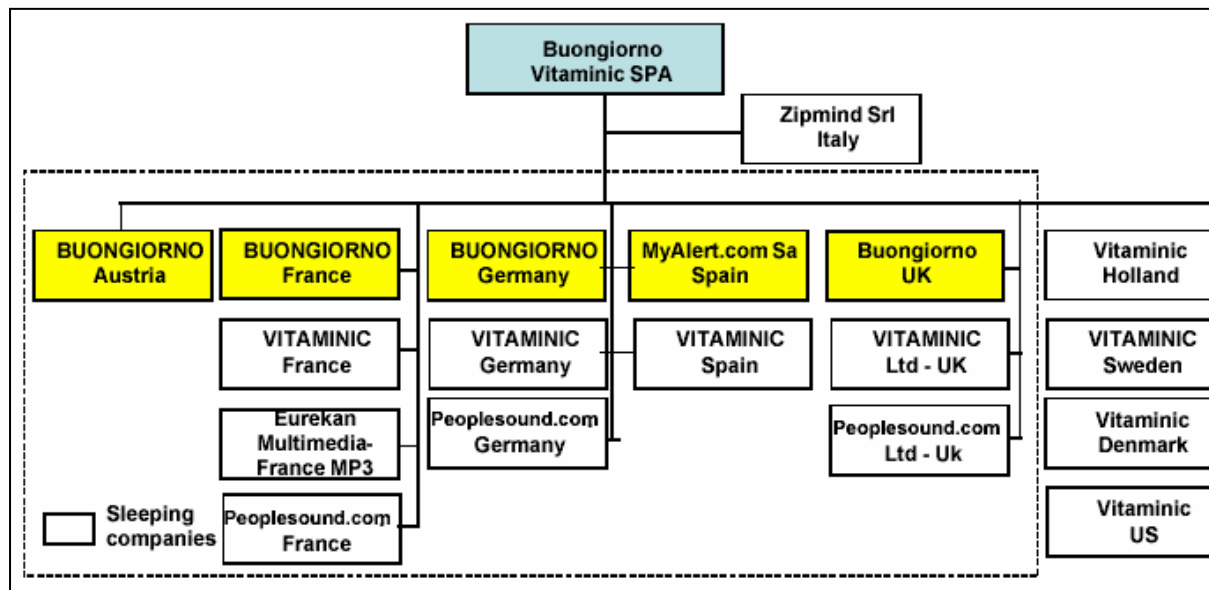 Buongiorno
Vitaminic SPA
Zipmind Srl
Italy
BUONGIORNO
Austria
BUONGIORNO
France
BUONGIORNO
Germany
MyAlert.com Sa
Spain
Buongiorno
UK
Vitaminic
Holland
VITAMINIC
France
VITAMINIC
Germany
VITAMINIC
Spain
VITAMINIC
Ltd - UK
VITAMINIC
Sweden
Eurekan
Multimedia-
France MP3
Peoplesound.com
Germany
Peoplesound.com
Ltd - Uk
Vitaminic
Denmark
Sleeping
companies
Peoplesound.com
France
Vitaminic
US